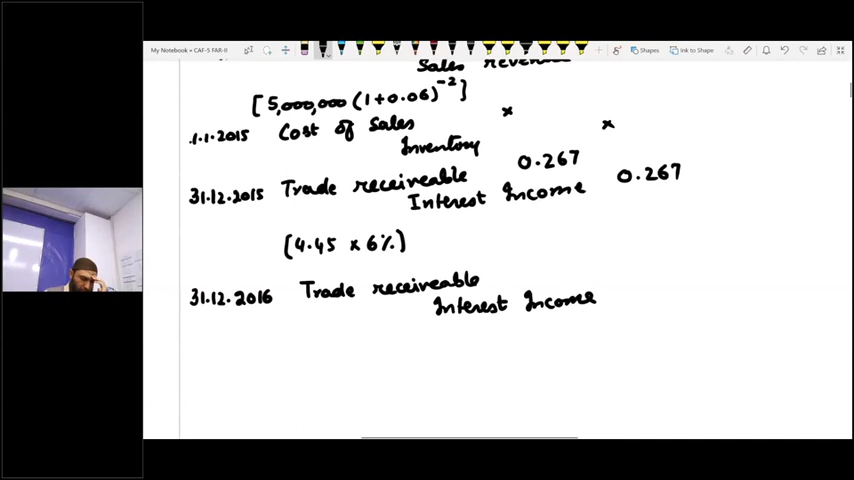 My Notebook » CAF-5 FAR-II
Shapes
Ink to Shape
Sales revenue
[5,000,000 (1+0.06)⁻²]
1.1.2015 Cost of Sales x
Inventory x
31.12.2015 Trade receiveable 0.267
Interest Income 0.267
(4.45 x 6%)
31.12.2016 Trade receiveable
Interest Income